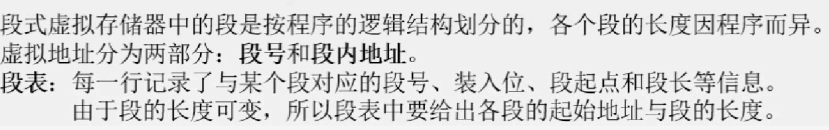 段式虚拟存储器中的段是按程序的逻辑结构划分的，各个段的长度因程序而异。
虚拟地址分为两部分：段号和段内地址。
段表：每一行记录了与某个段对应的段号、装入位、段起点和段长等信息。
由于段的长度可变，所以段表中要给出各段的起始地址与段的长度。